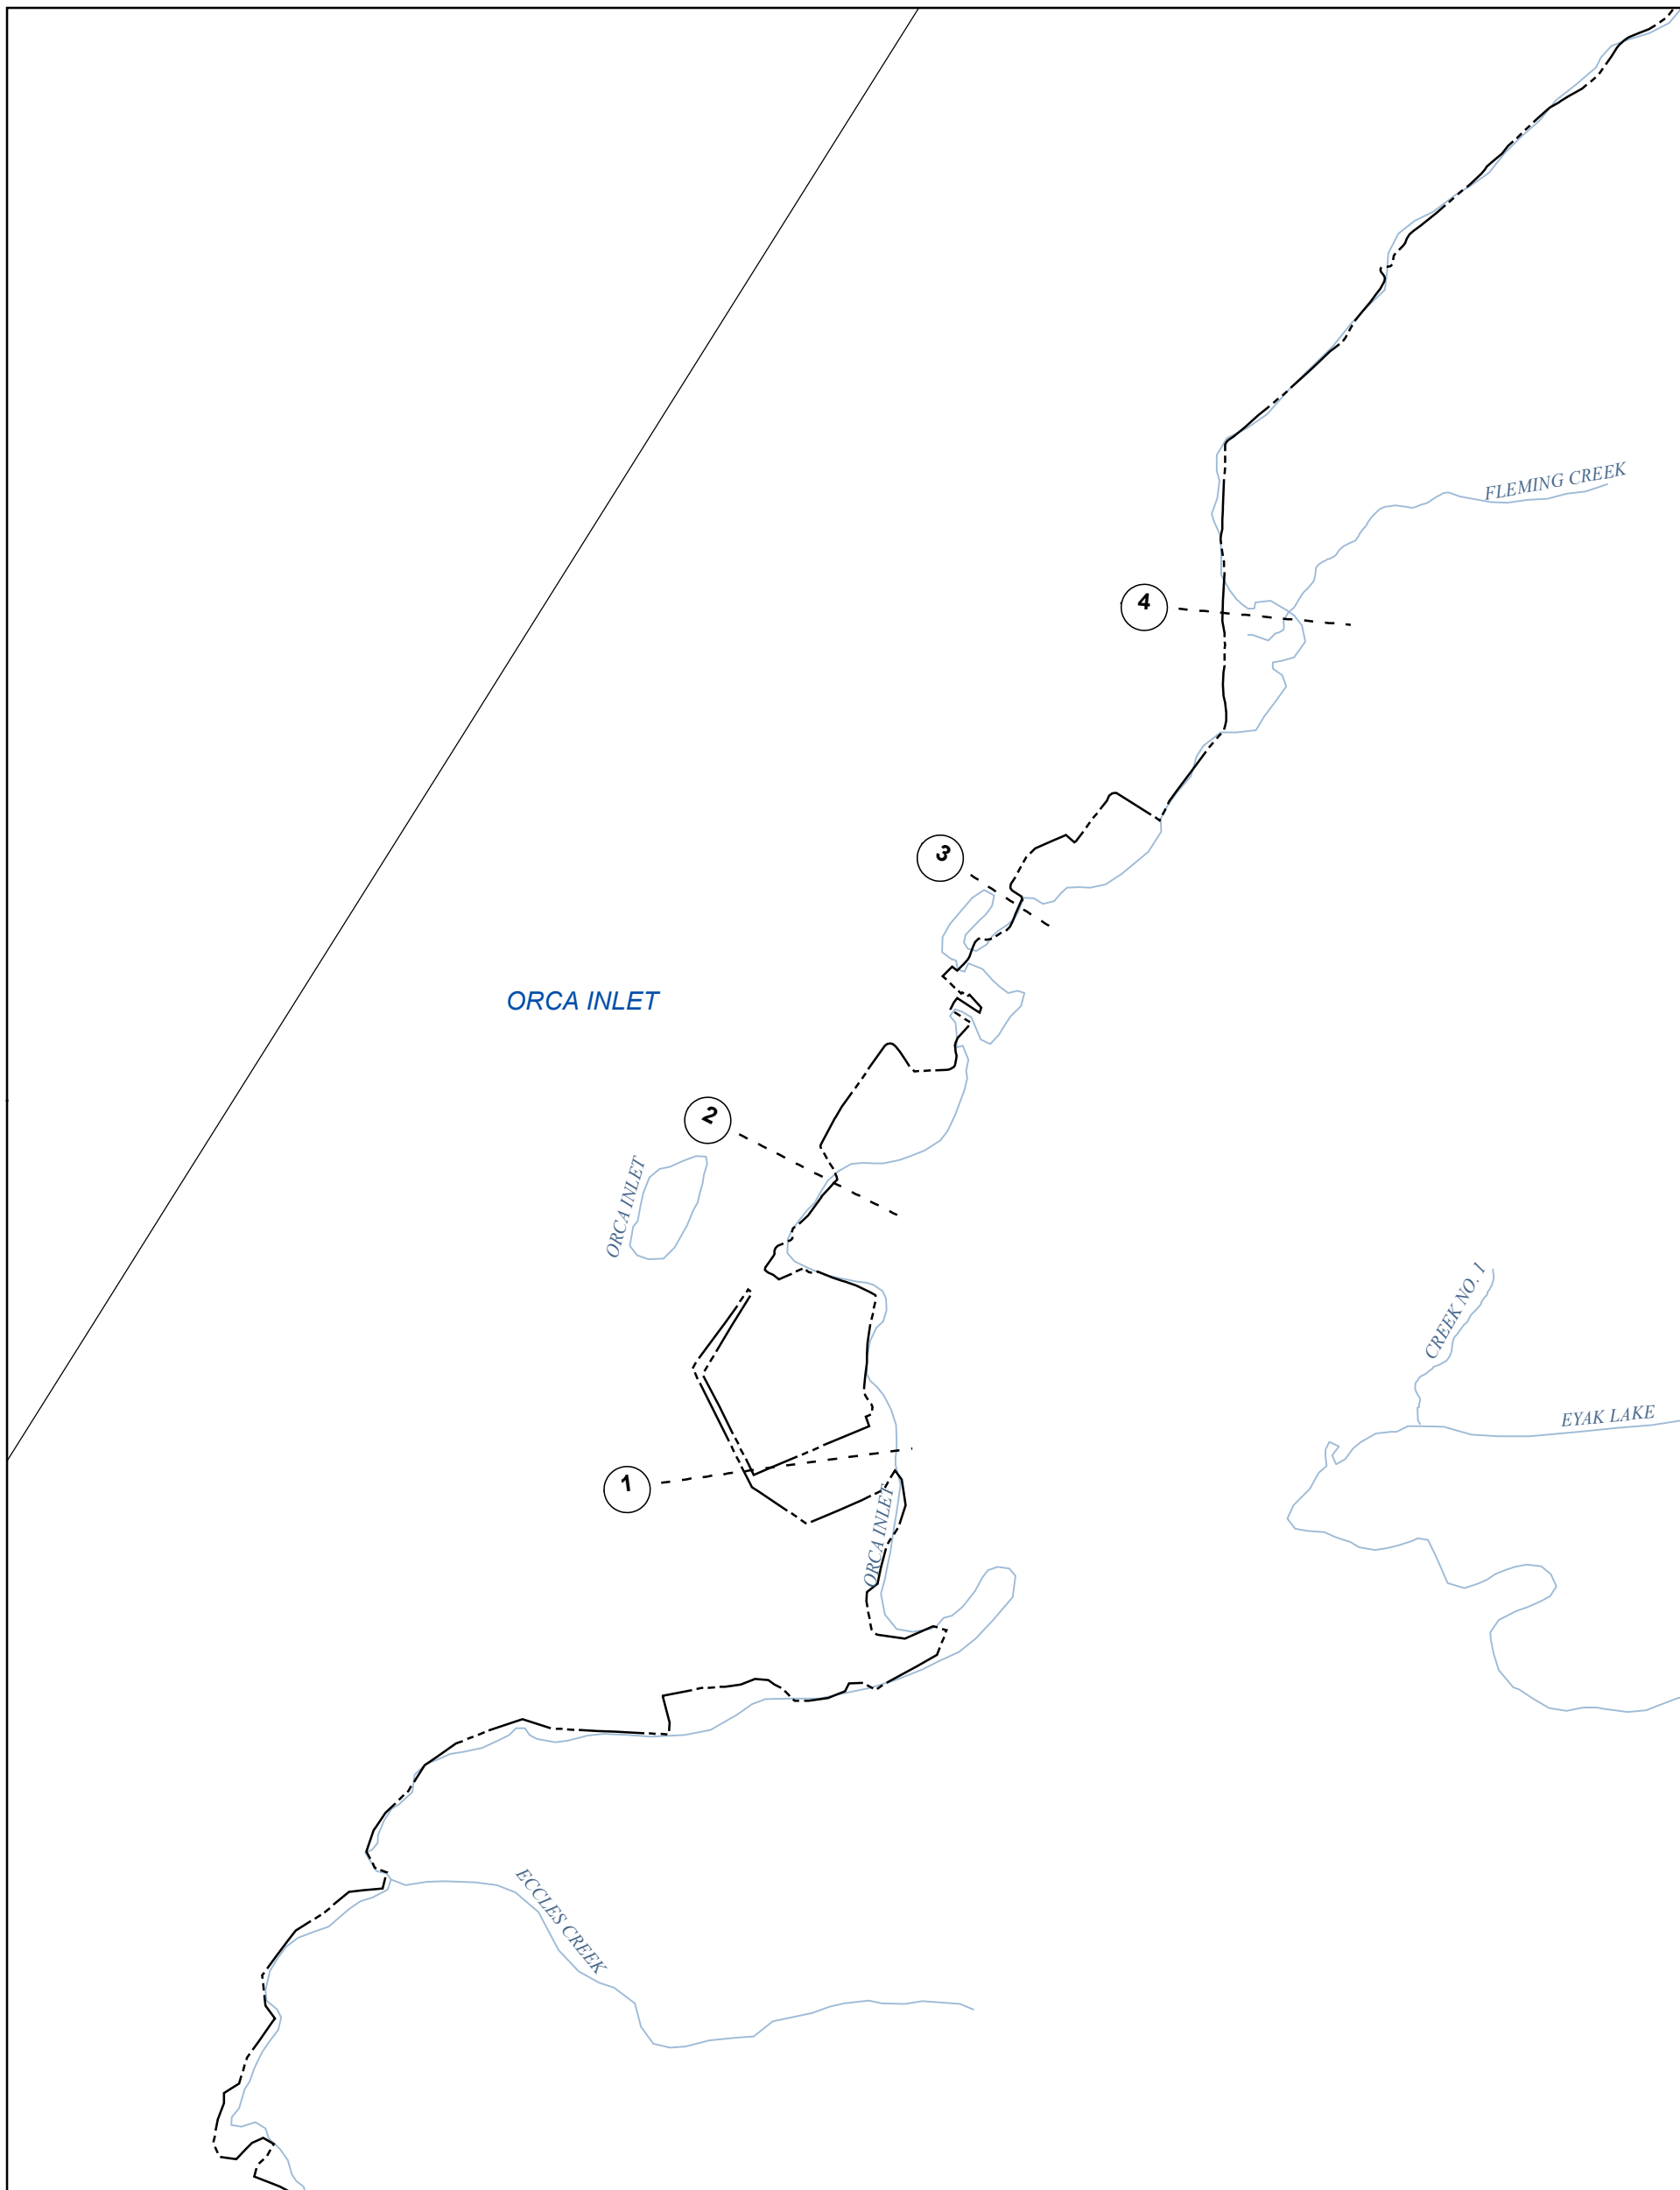 FLEMING CREEK
4
3
ORCA INLET
2
ORCA INLET
CREEK NO. 1
EYAK LAKE
1
ORCA INLET
ECCLES CREEK